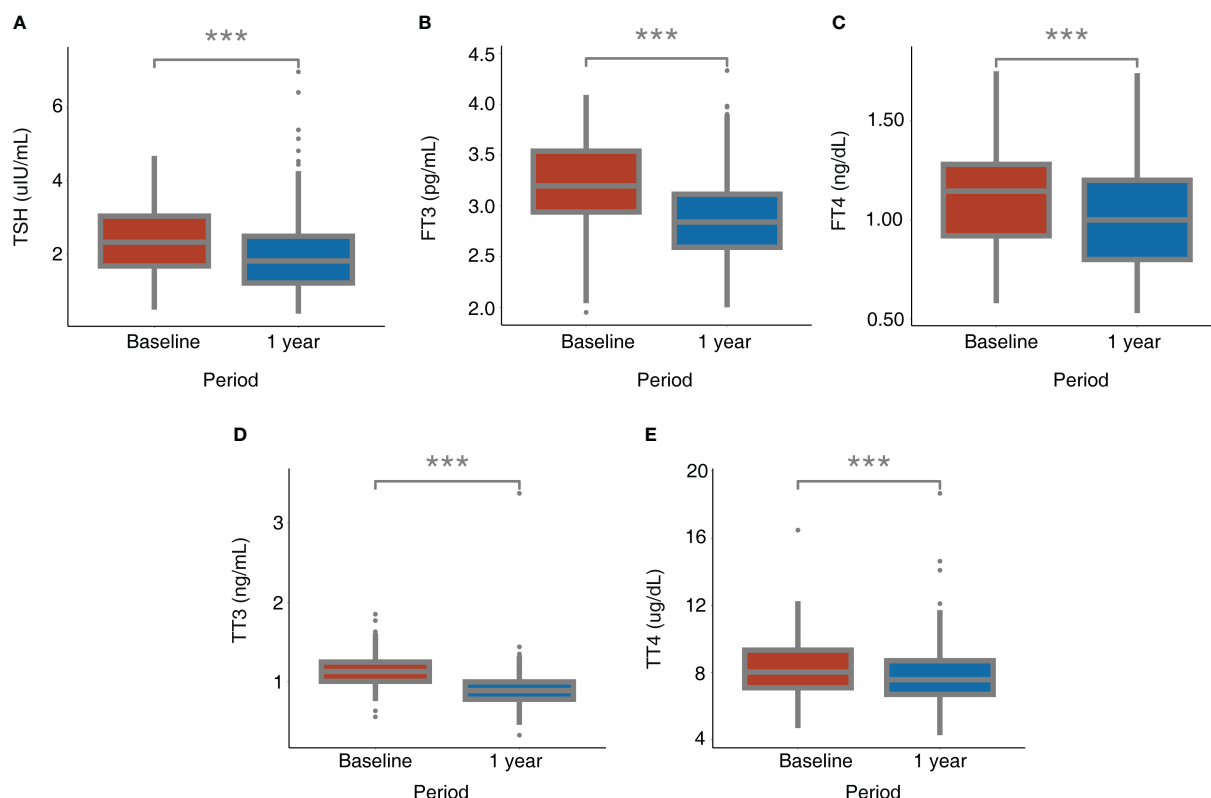 A
***
TSH (uIU/mL)
6
4
2
Baseline 1 year
Period
B
***
FT3 (pg/mL)
4.5
4.0
3.5
3.0
2.5
2.0
Baseline 1 year
Period
C
***
FT4 (ng/dL)
1.50
1.00
0.50
Baseline 1 year
Period
D
***
TT3 (ng/mL)
3
2
1
Baseline 1 year
Period
E
***
TT4 (ug/dL)
20
16
12
8
4
Baseline 1 year
Period